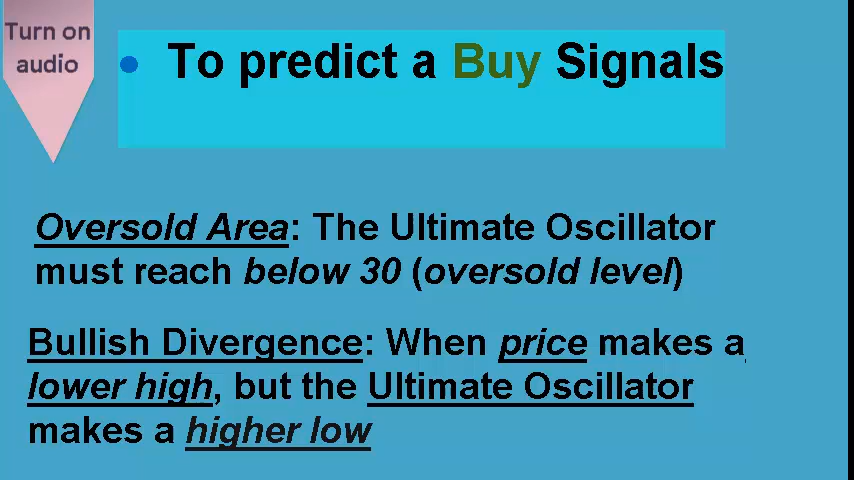 Turn on
audio
• To predict a Buy Signals
Oversold Area: The Ultimate Oscillator
must reach below 30 (oversold level)
Bullish Divergence: When price makes a
lower high, but the Ultimate Oscillator
makes a higher low